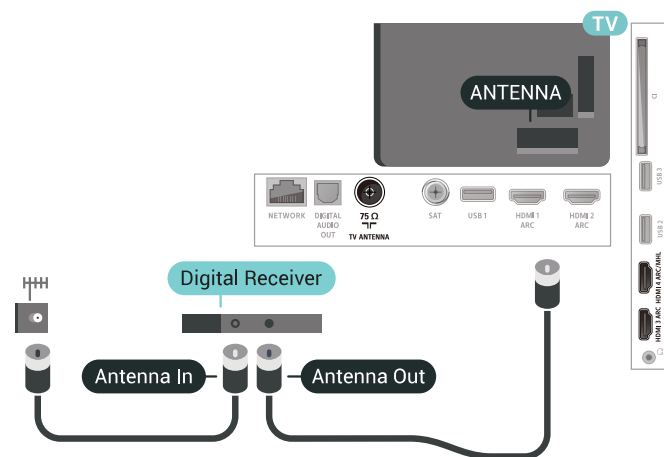 TV
ANTENNA
CI
USB 3
USB 2
HDMI 4 ARC/MHL
HDMI 3 ARC
NETWORK
DIGITAL
AUDIO
OUT
75 Ω
TV ANTENNA
SAT
USB 1
HDMI 1
ARC
HDMI 2
ARC
Digital Receiver
Antenna In
Antenna Out